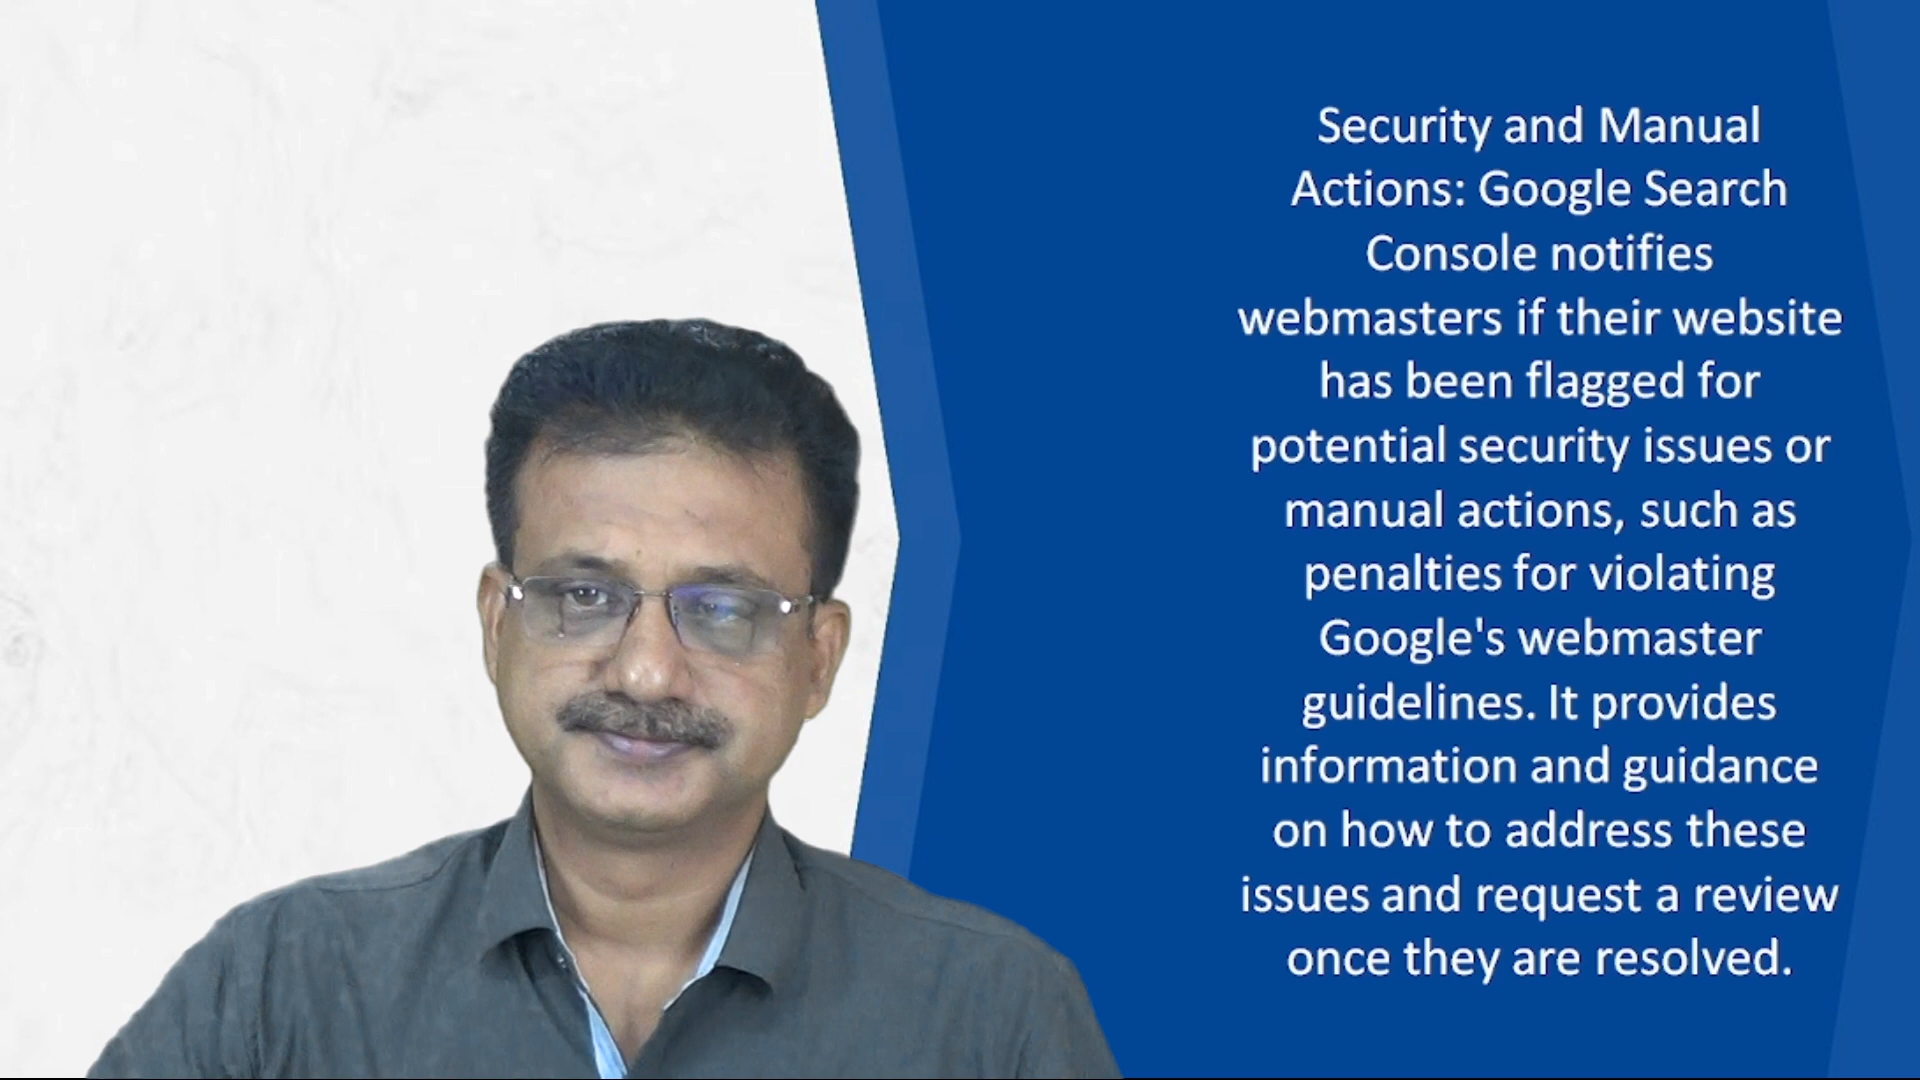 Security and Manual
Actions: Google Search
Console notifies
webmasters if their website
has been flagged for
potential security issues or
manual actions, such as
penalties for violating
Google's webmaster
guidelines. It provides
information and guidance
on how to address these
issues and request a review
once they are resolved.